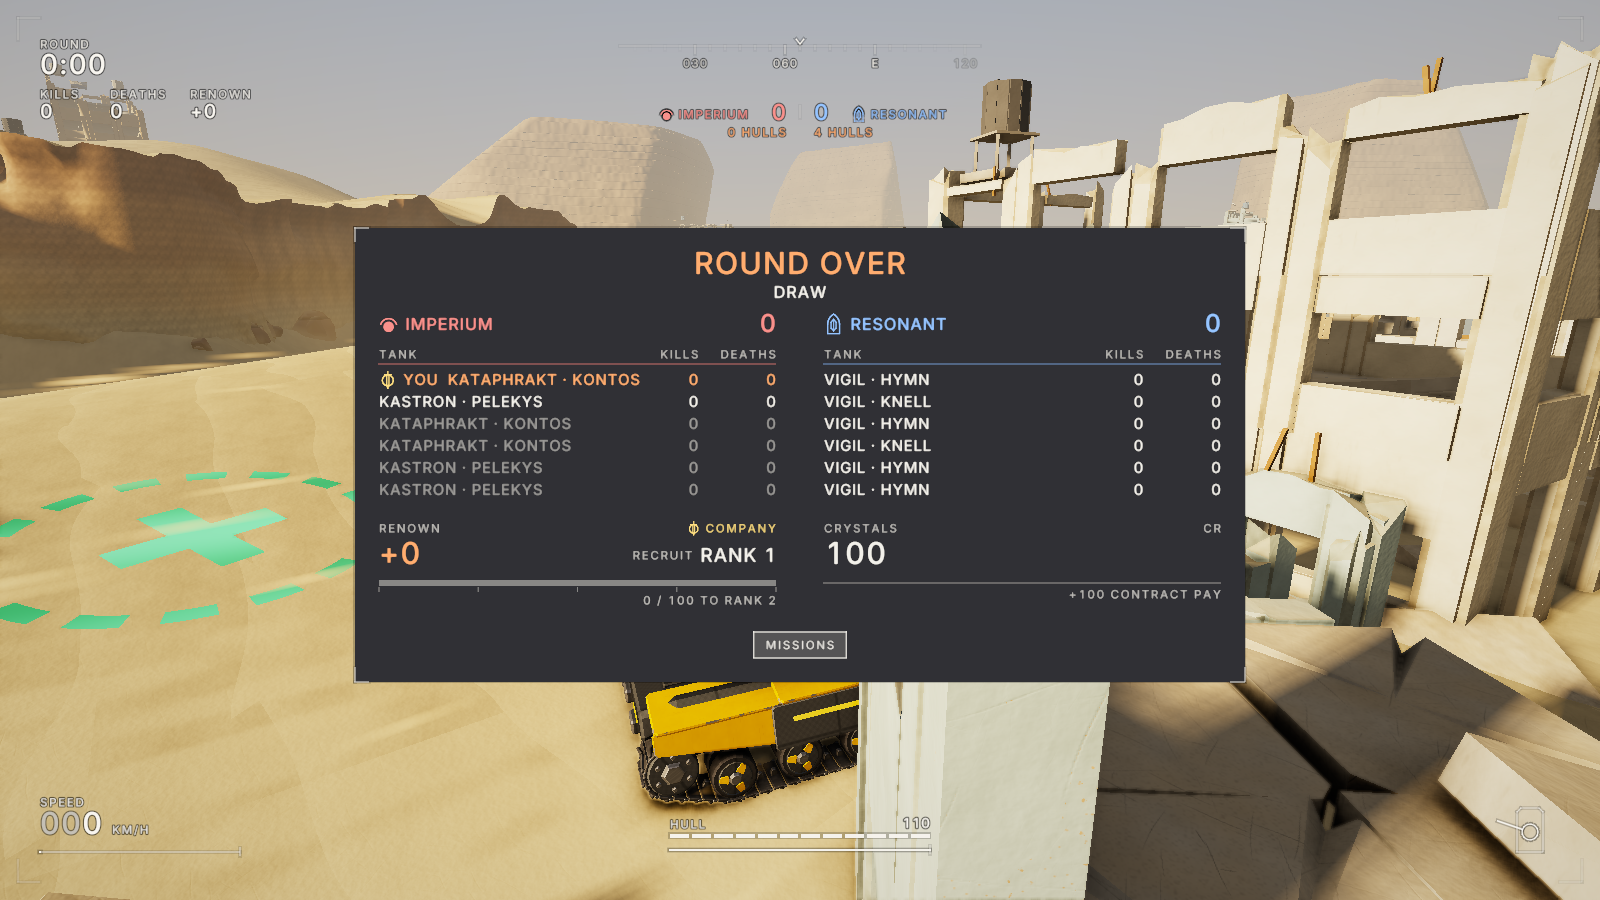 ROUND
0:00
KILLS DEATHS RENOWN
0 0 +0
030 060 E 120
IMPERIUM 0 0 RESONANT
0 HULLS 4 HULLS
ROUND OVER
DRAW
IMPERIUM 0
TANK KILLS DEATHS
YOU KATAPHRAKT · KONTOS 0 0
KASTRON · PELEKYS 0 0
KATAPHRAKT · KONTOS 0 0
KATAPHRAKT · KONTOS 0 0
KASTRON · PELEKYS 0 0
KASTRON · PELEKYS 0 0
RESONANT 0
TANK KILLS DEATHS
VIGIL · HYMN 0 0
VIGIL · KNELL 0 0
VIGIL · HYMN 0 0
VIGIL · KNELL 0 0
VIGIL · HYMN 0 0
VIGIL · HYMN 0 0
RENOWN COMPANY
+0 RECRUIT RANK 1
0 / 100 TO RANK 2
CRYSTALS CR
100
+100 CONTRACT PAY
MISSIONS
SPEED
000 KM/H
HULL 110